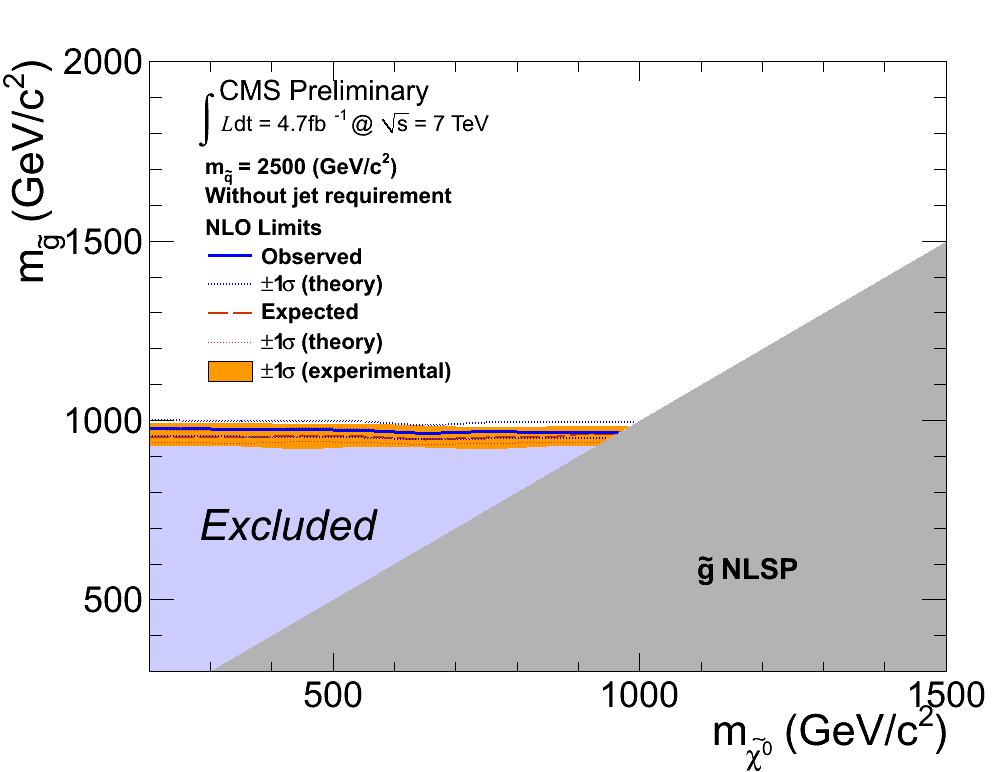 CMS Preliminary
∫ Ldt = 4.7fb⁻¹ @ √s = 7 TeV
m_q̃ = 2500 (GeV/c²)
Without jet requirement
NLO Limits
Observed
±1σ (theory)
Expected
±1σ (theory)
±1σ (experimental)
m_g̃ (GeV/c²)
2000
1500
1000
500
Excluded
g̃ NLSP
500
1000
1500
m_χ̃⁰ (GeV/c²)